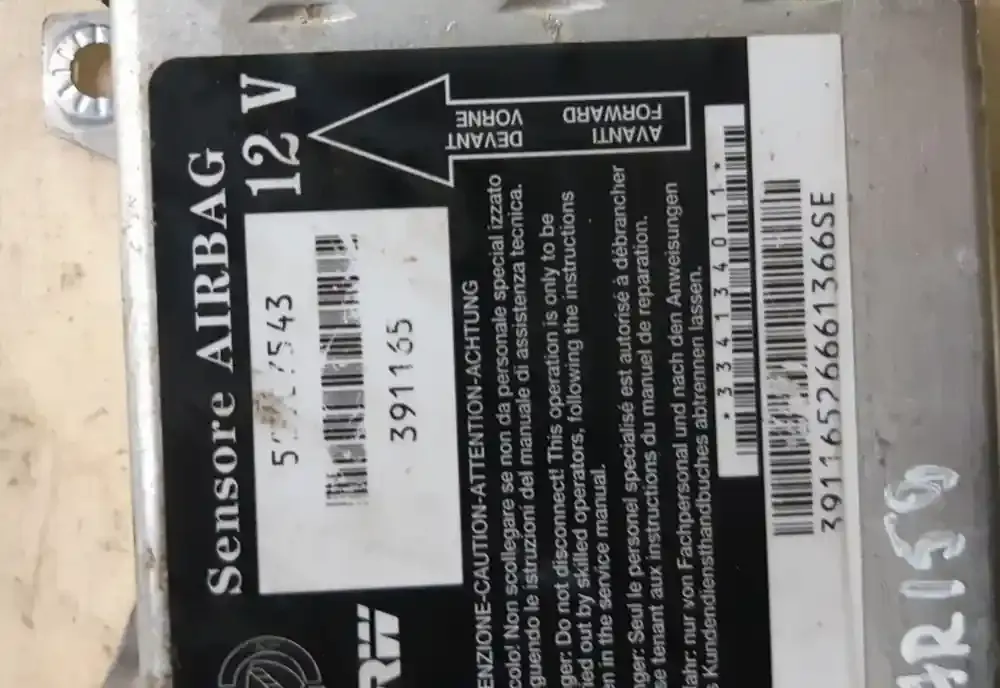 Sensore AIRBAG
12 V
AVANTI
FORWARD
DEVANT
VORNE
391165
ENZIONE-CAUTION-ATTENTION-ACHTUNG
colo! Non scollegare se non da personale special izzato
guendo le istruzioni del manuale di assistenza tecnica.
ger: Do not disconnect! This operation is only to be
ied out by skilled operators, following the instructions
en in the service manual.
nger: Seul le personel specialisé est autorisé à débrancher
se tenant aux instructions du manuel de reparation.
ahr: nur von Fachpersonal und nach den Anweisungen
s Kundendiensthandbuches abtrennen lassen.
*334134011*
39116526661366SE
RW